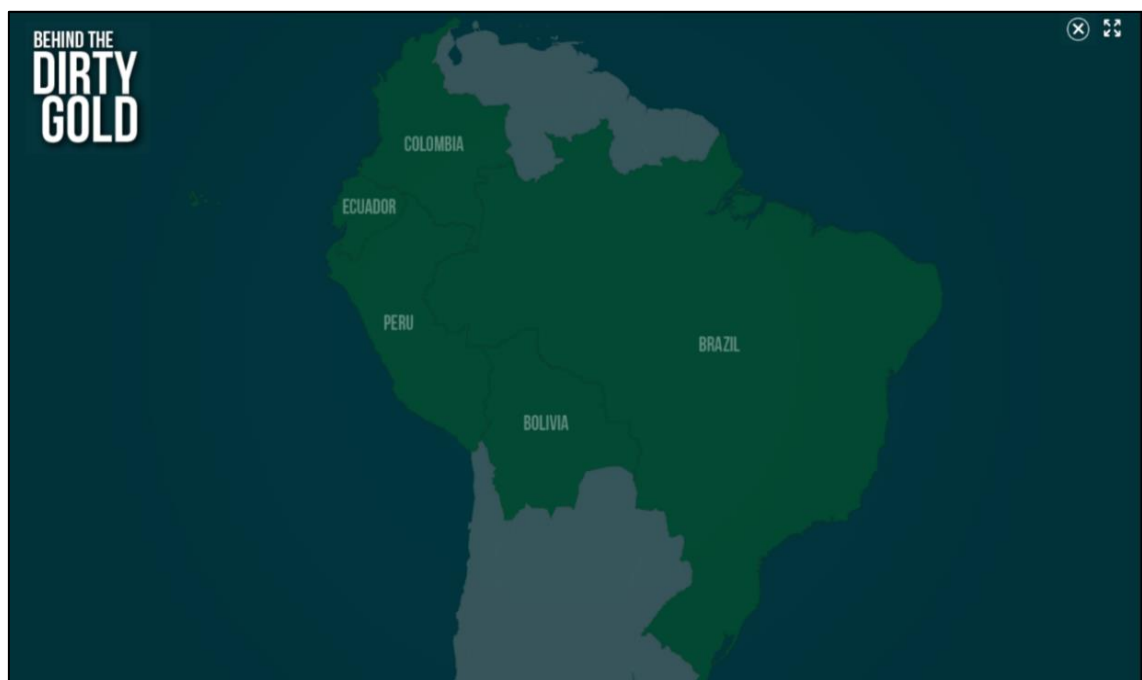 BEHIND THE
DIRTY
GOLD
COLOMBIA
ECUADOR
PERU
BRAZIL
BOLIVIA